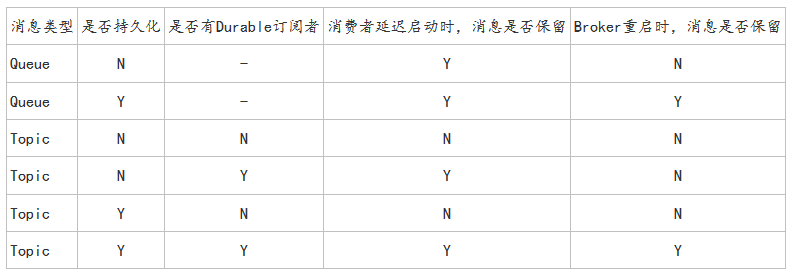 消息类型 是否持久化 是否有Durable订阅者 消费者延迟启动时，消息是否保留 Broker重启时，消息是否保留
Queue N - Y N
Queue Y - Y Y
Topic N N N N
Topic N Y Y N
Topic Y N N N
Topic Y Y Y Y